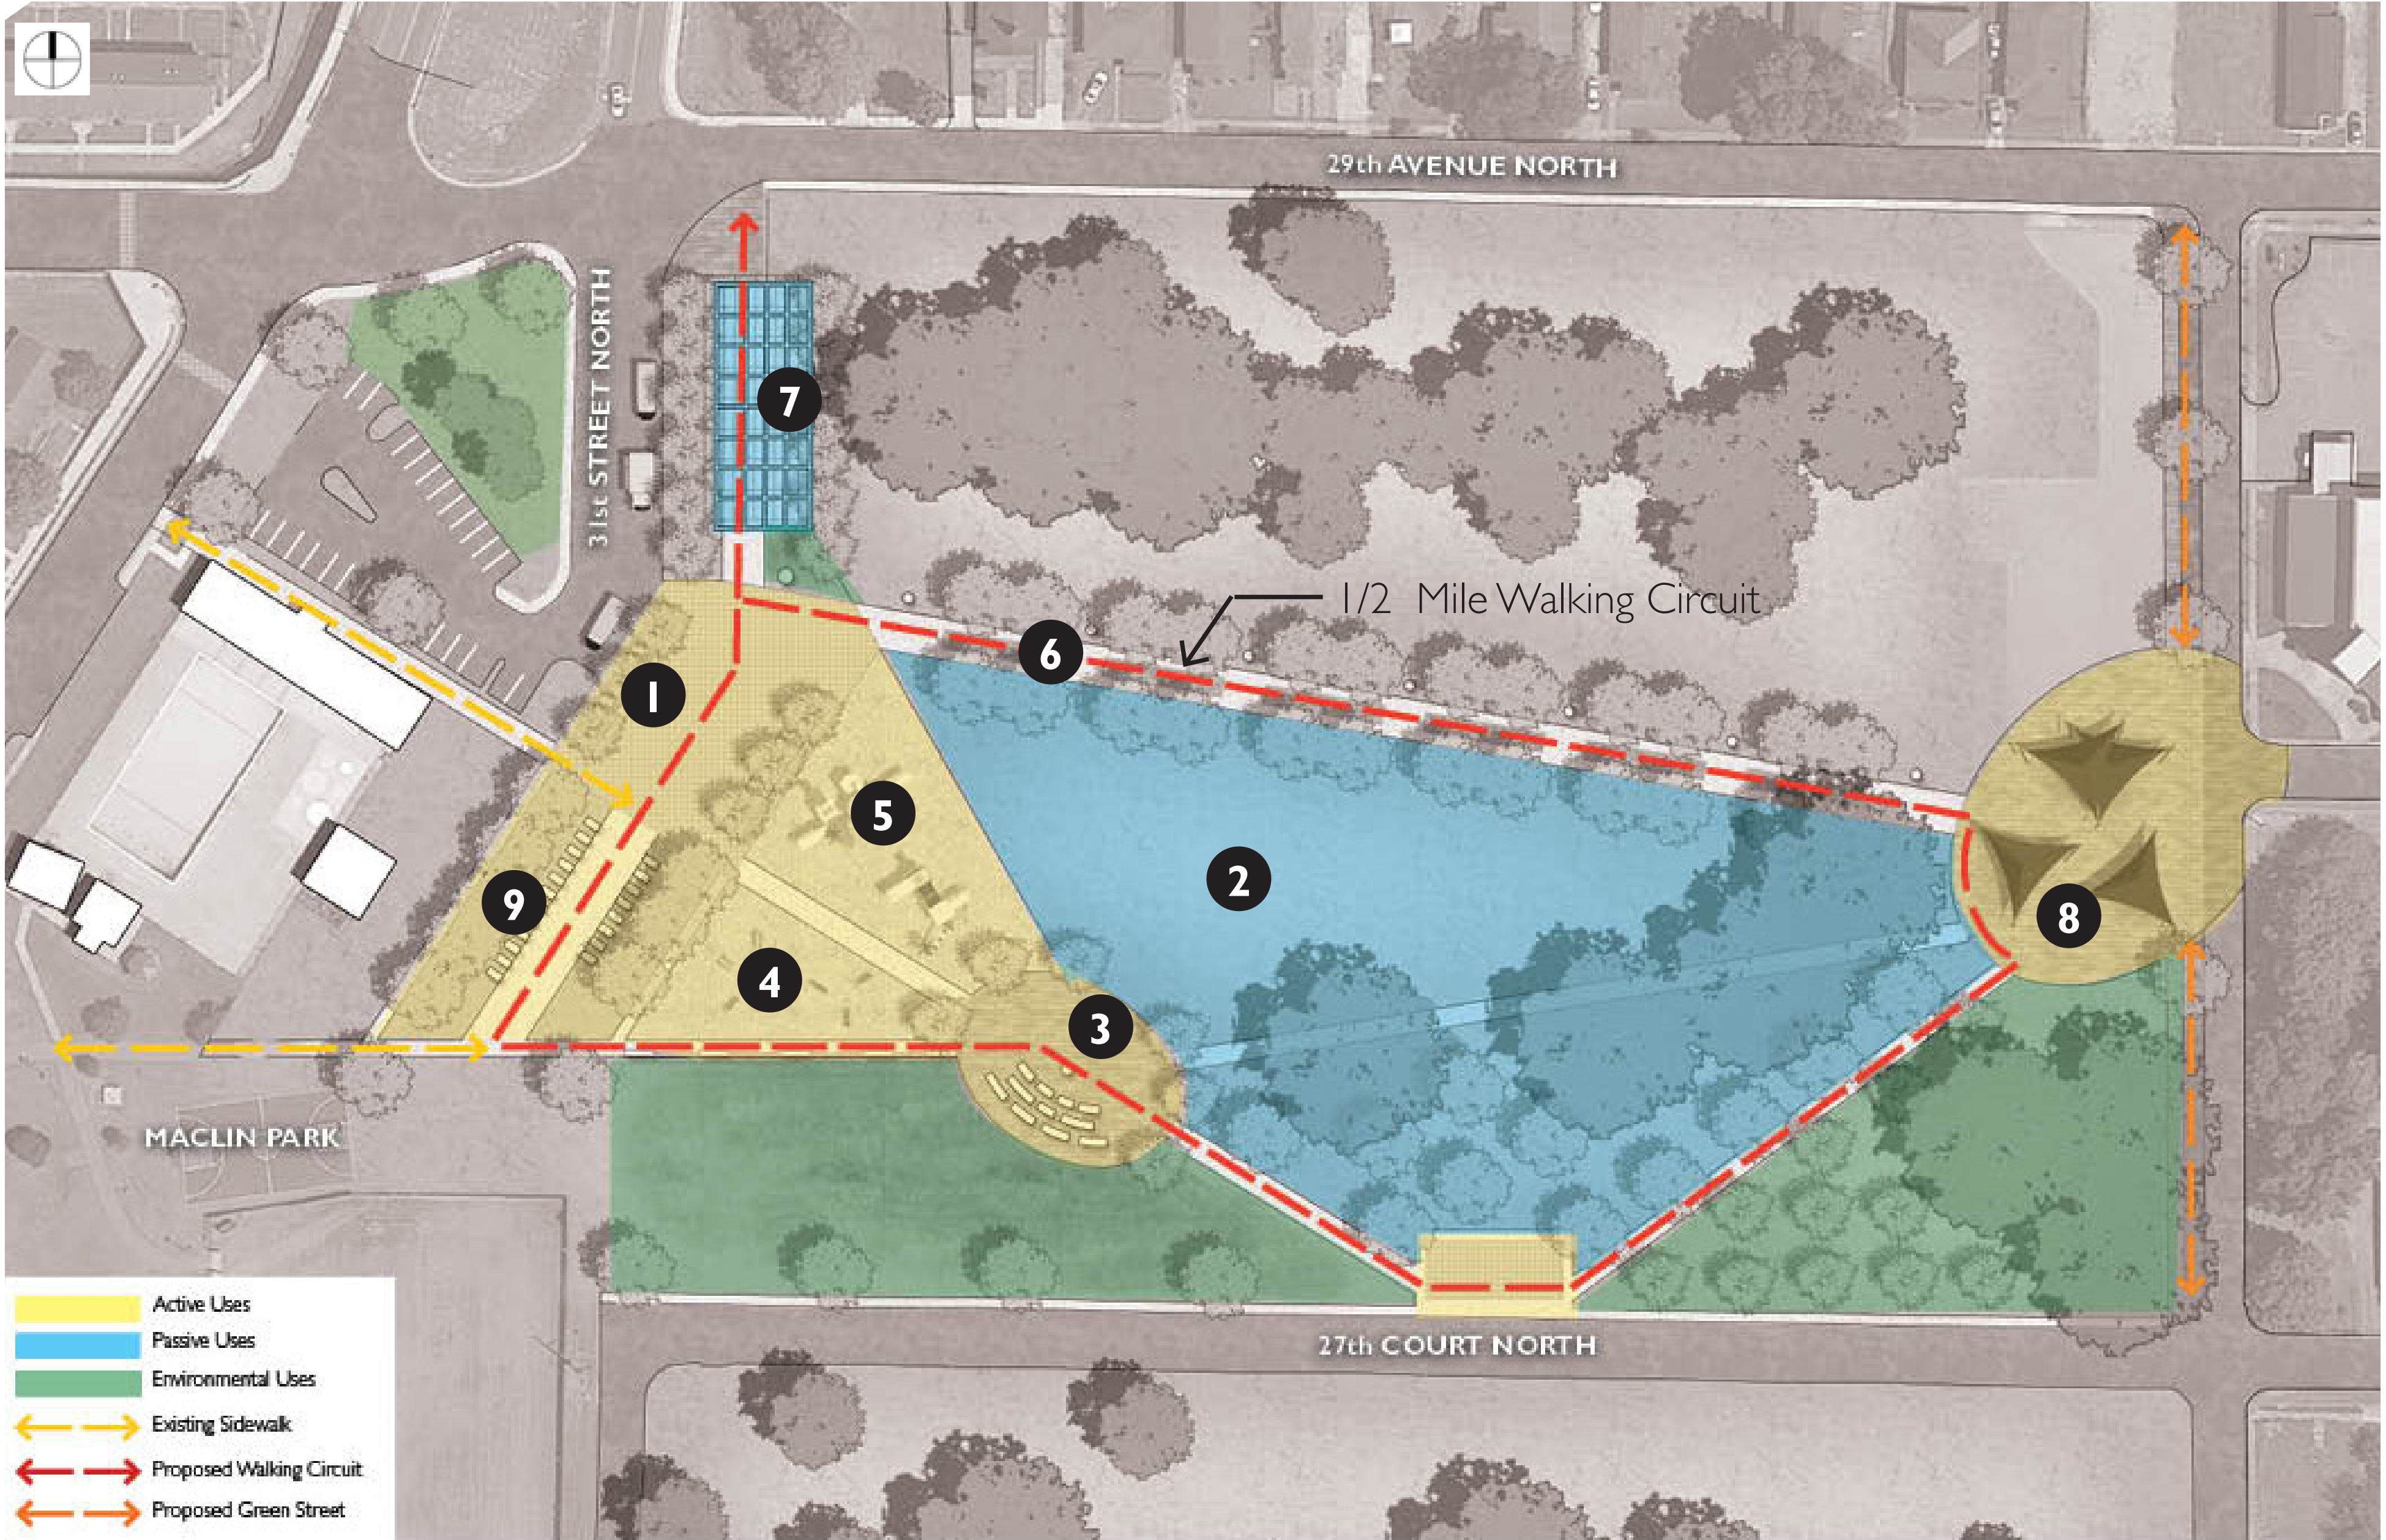 29th AVENUE NORTH
31st STREET NORTH
7
1/2 Mile Walking Circuit
6
1
5
2
9
8
4
3
MACLIN PARK
27th COURT NORTH
Active Uses
Passive Uses
Environmental Uses
Existing Sidewalk
Proposed Walking Circuit
Proposed Green Street